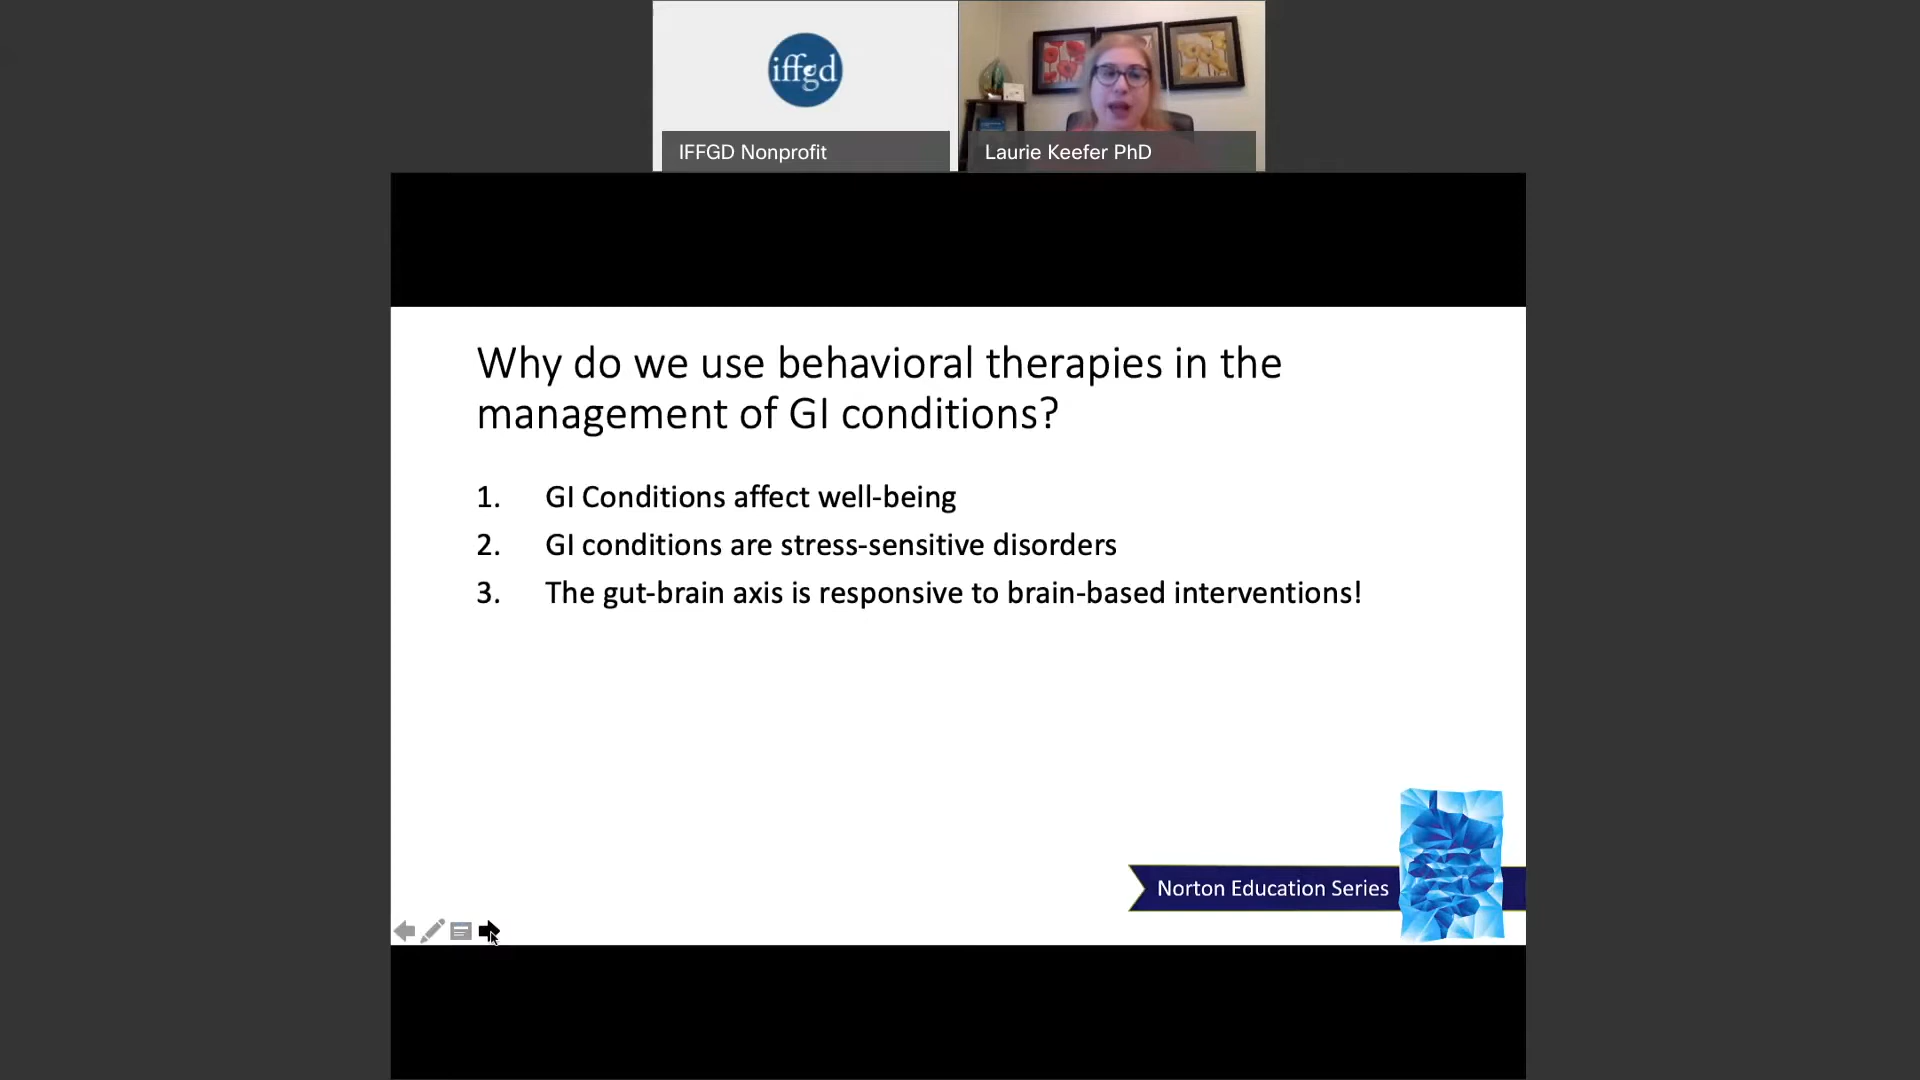 iffgd
IFFGD Nonprofit
Laurie Keefer PhD
Why do we use behavioral therapies in the
management of GI conditions?
1. GI Conditions affect well-being
2. GI conditions are stress-sensitive disorders
3. The gut-brain axis is responsive to brain-based interventions!
Norton Education Series